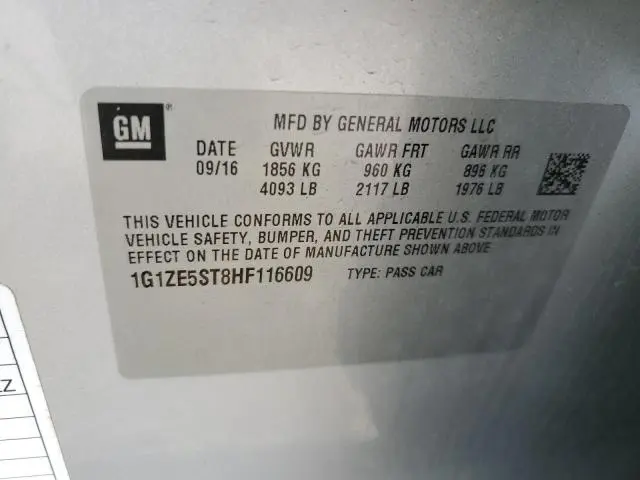 GM ®
MFD BY GENERAL MOTORS LLC
DATE GVWR GAWR FRT GAWR RR
09/16 1856 KG 960 KG 896 KG
4093 LB 2117 LB 1976 LB
THIS VEHICLE CONFORMS TO ALL APPLICABLE U.S. FEDERAL MOTOR
VEHICLE SAFETY, BUMPER, AND THEFT PREVENTION STANDARDS IN
EFFECT ON THE DATE OF MANUFACTURE SHOWN ABOVE
1G1ZE5ST8HF116609 TYPE: PASS CAR